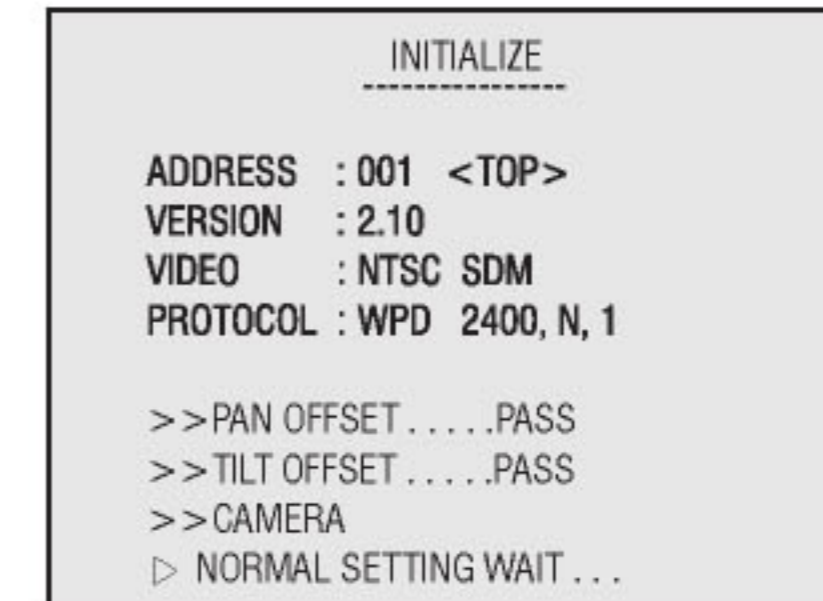 INITIALIZE
----------------
ADDRESS : 001 <TOP>
VERSION : 2.10
VIDEO : NTSC SDM
PROTOCOL : WPD 2400, N, 1
>>PAN OFFSET.....PASS
>>TILT OFFSET.....PASS
>>CAMERA
▷ NORMAL SETTING WAIT...